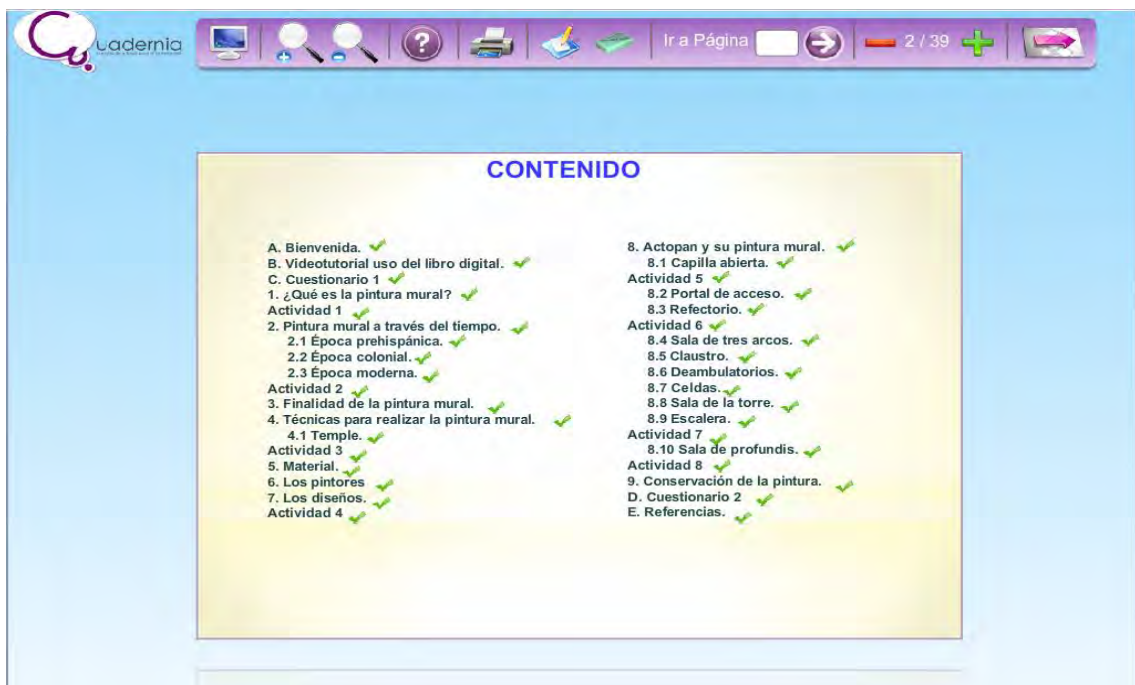 Cuadernia
Ir a Página
2 / 39
CONTENIDO
A. Bienvenida.
B. Videotutorial uso del libro digital.
C. Cuestionario 1
1. ¿Qué es la pintura mural?
Actividad 1
2. Pintura mural a través del tiempo.
2.1 Época prehispánica.
2.2 Época colonial.
2.3 Época moderna.
Actividad 2
3. Finalidad de la pintura mural.
4. Técnicas para realizar la pintura mural.
4.1 Temple.
Actividad 3
5. Material.
6. Los pintores
7. Los diseños.
Actividad 4
8. Actopan y su pintura mural.
8.1 Capilla abierta.
Actividad 5
8.2 Portal de acceso.
8.3 Refectorio.
Actividad 6
8.4 Sala de tres arcos.
8.5 Claustro.
8.6 Deambulatorios.
8.7 Celdas.
8.8 Sala de la torre.
8.9 Escalera.
Actividad 7
8.10 Sala de profundis.
Actividad 8
9. Conservación de la pintura.
D. Cuestionario 2
E. Referencias.